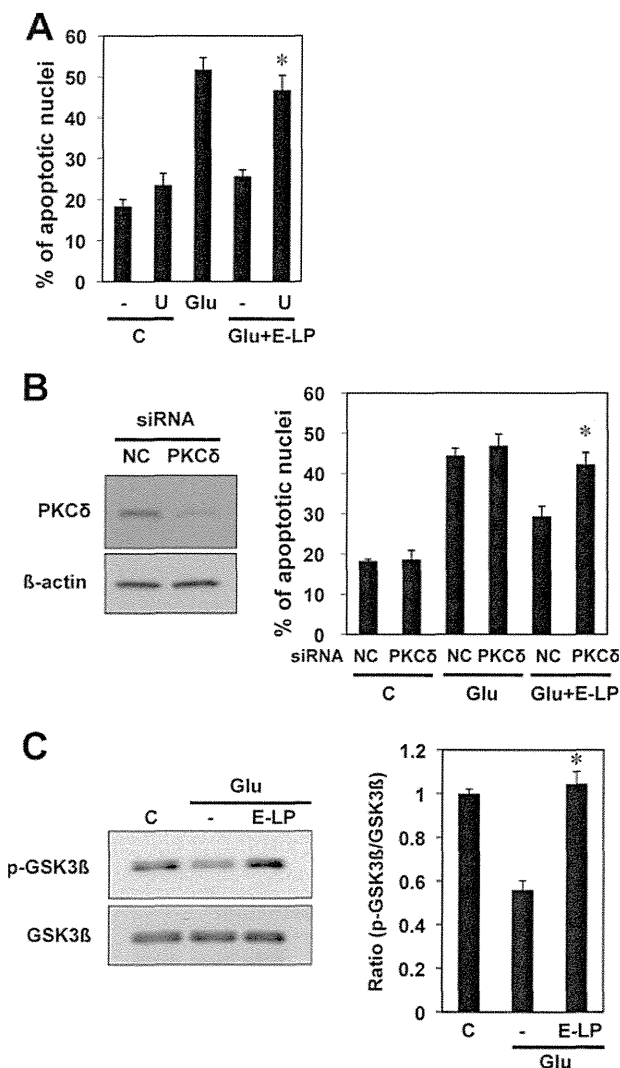 A
% of apoptotic nuclei
60
50
40
30
20
10
0
*
- U Glu - U
C Glu+E-LP
B
siRNA
NC PKCδ
PKCδ
ß-actin
% of apoptotic nuclei
60
50
40
30
20
10
0
*
siRNA NC PKCδ NC PKCδ NC PKCδ
C Glu Glu+E-LP
C
Glu
C - E-LP
p-GSK3ß
GSK3ß
Ratio (p-GSK3ß/GSK3ß)
1.2
1
0.8
0.6
0.4
0.2
0
*
C - E-LP
Glu